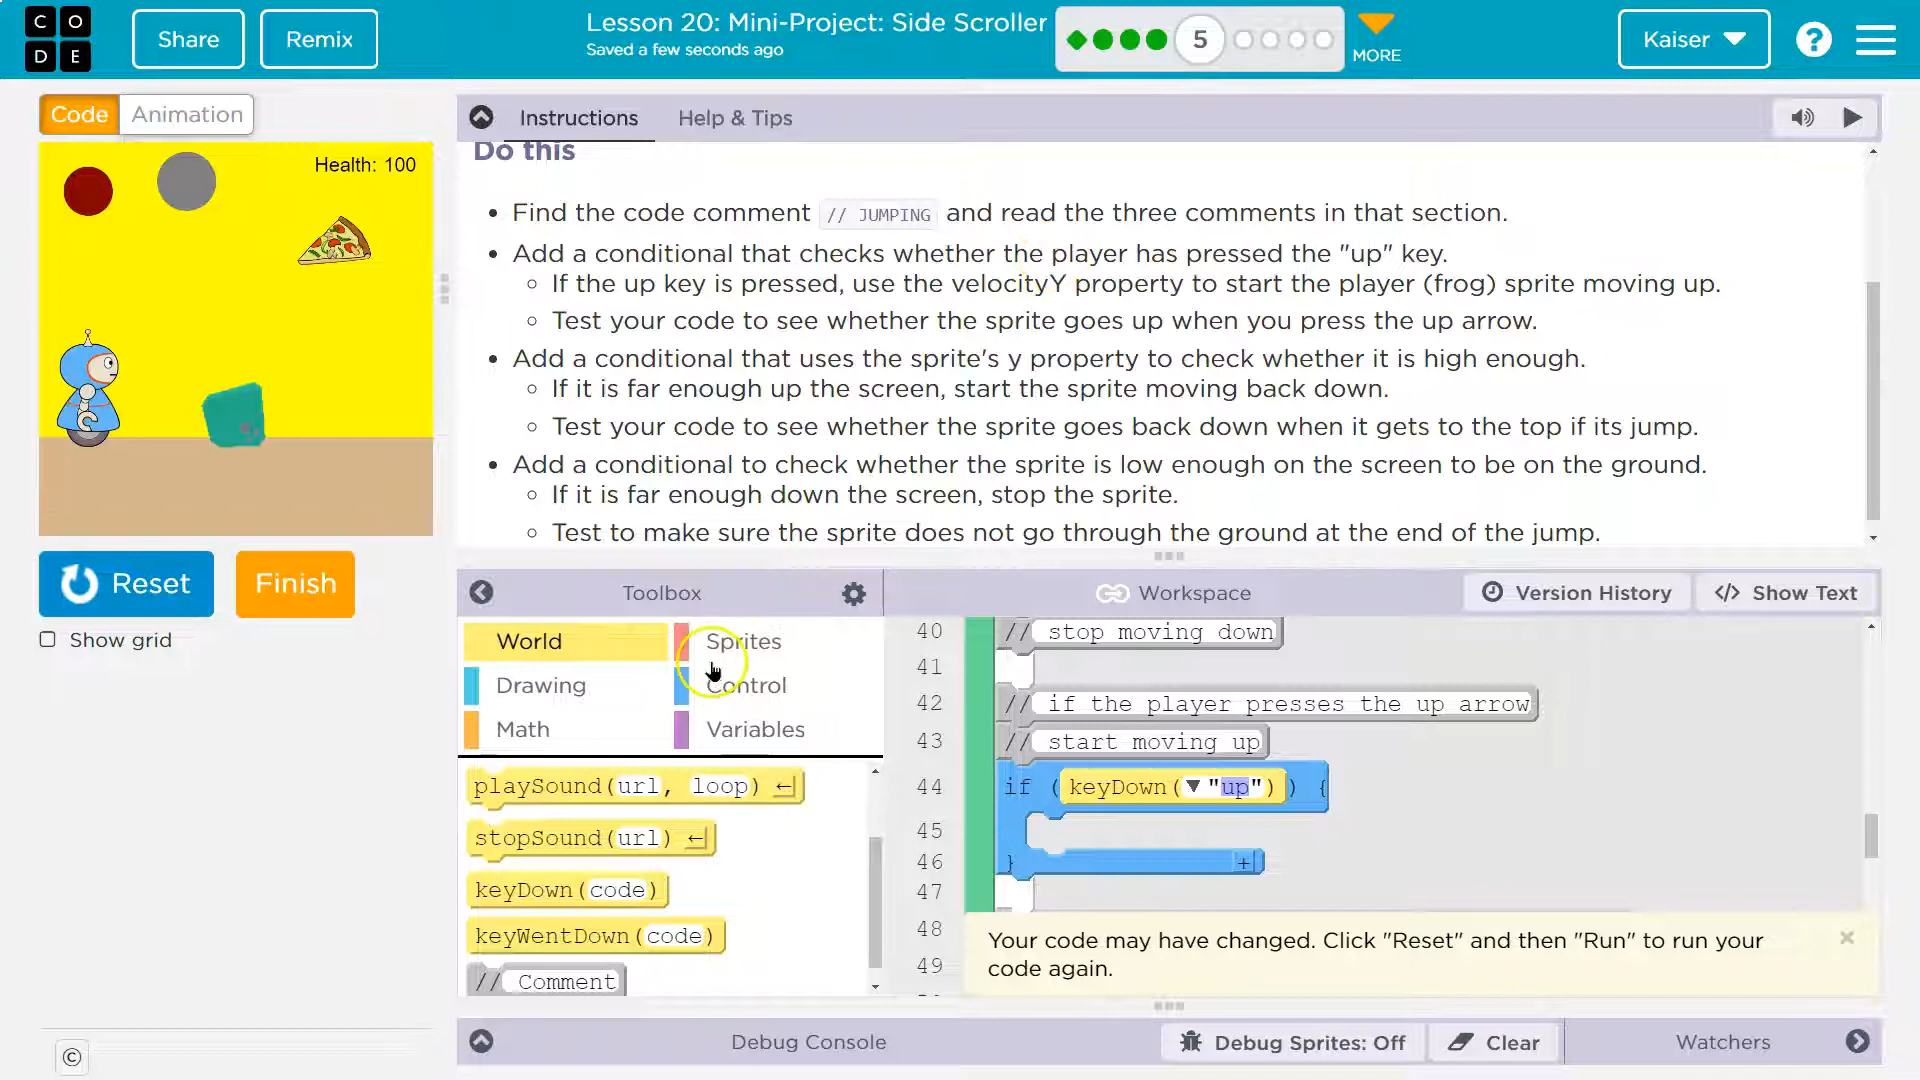 CO
DE
Share
Remix
Lesson 20: Mini-Project: Side Scroller
Saved a few seconds ago
5
MORE
Kaiser
?
Code
Animation
Health: 100
Reset
Finish
Show grid
©
Instructions
Help & Tips
Do this
Find the code comment // JUMPING and read the three comments in that section.
Add a conditional that checks whether the player has pressed the "up" key.
If the up key is pressed, use the velocityY property to start the player (frog) sprite moving up.
Test your code to see whether the sprite goes up when you press the up arrow.
Add a conditional that uses the sprite's y property to check whether it is high enough.
If it is far enough up the screen, start the sprite moving back down.
Test your code to see whether the sprite goes back down when it gets to the top if its jump.
Add a conditional to check whether the sprite is low enough on the screen to be on the ground.
If it is far enough down the screen, stop the sprite.
Test to make sure the sprite does not go through the ground at the end of the jump.
Toolbox
Workspace
Version History
Show Text
World
Sprites
Drawing
Control
Math
Variables
playSound(url, loop)
stopSound(url)
keyDown(code)
keyWentDown(code)
// Comment
40 // stop moving down
41
42 // if the player presses the up arrow
43 // start moving up
44 if (keyDown("up")) {
45
46 } +
47
48
49
Your code may have changed. Click "Reset" and then "Run" to run your
code again.
×
Debug Console
Debug Sprites: Off
Clear
Watchers